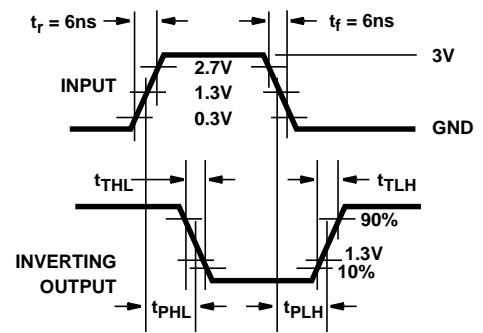 tr = 6ns
tf = 6ns
3V
2.7V
INPUT
1.3V
0.3V
GND
tTHL
tTLH
90%
INVERTING
OUTPUT
1.3V
10%
tPHL
tPLH